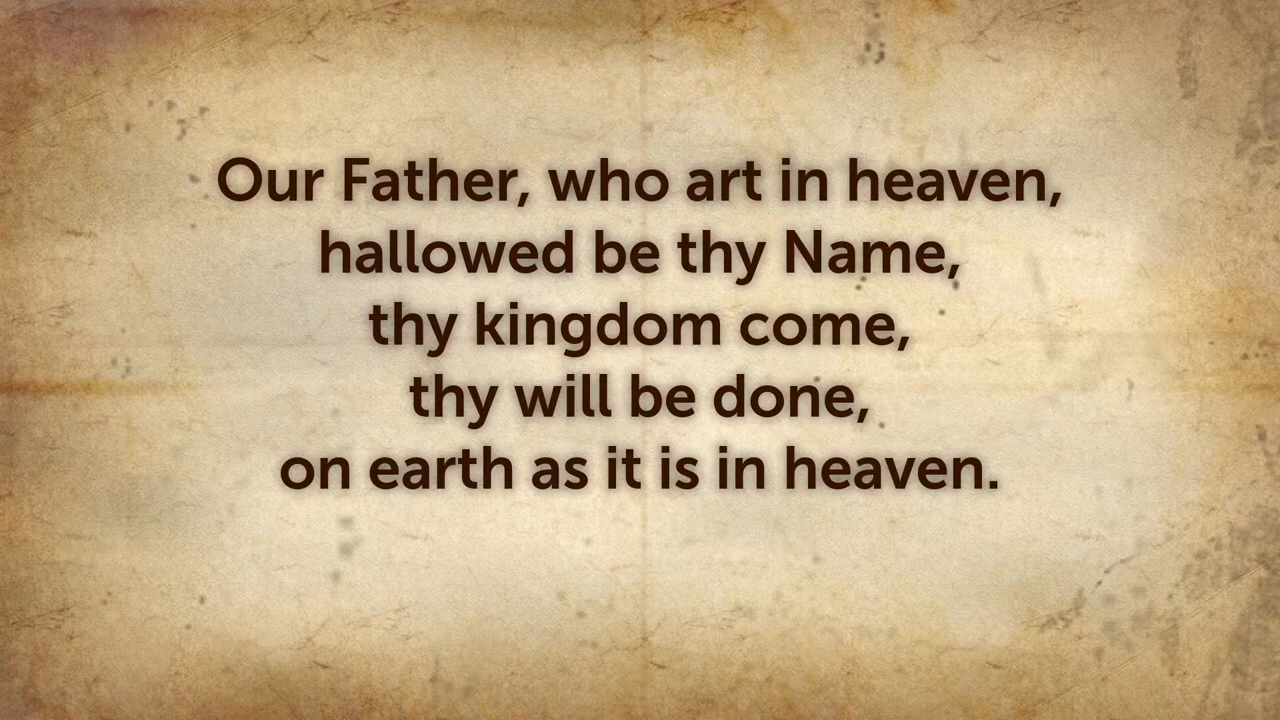 Our Father, who art in heaven,
hallowed be thy Name,
thy kingdom come,
thy will be done,
on earth as it is in heaven.